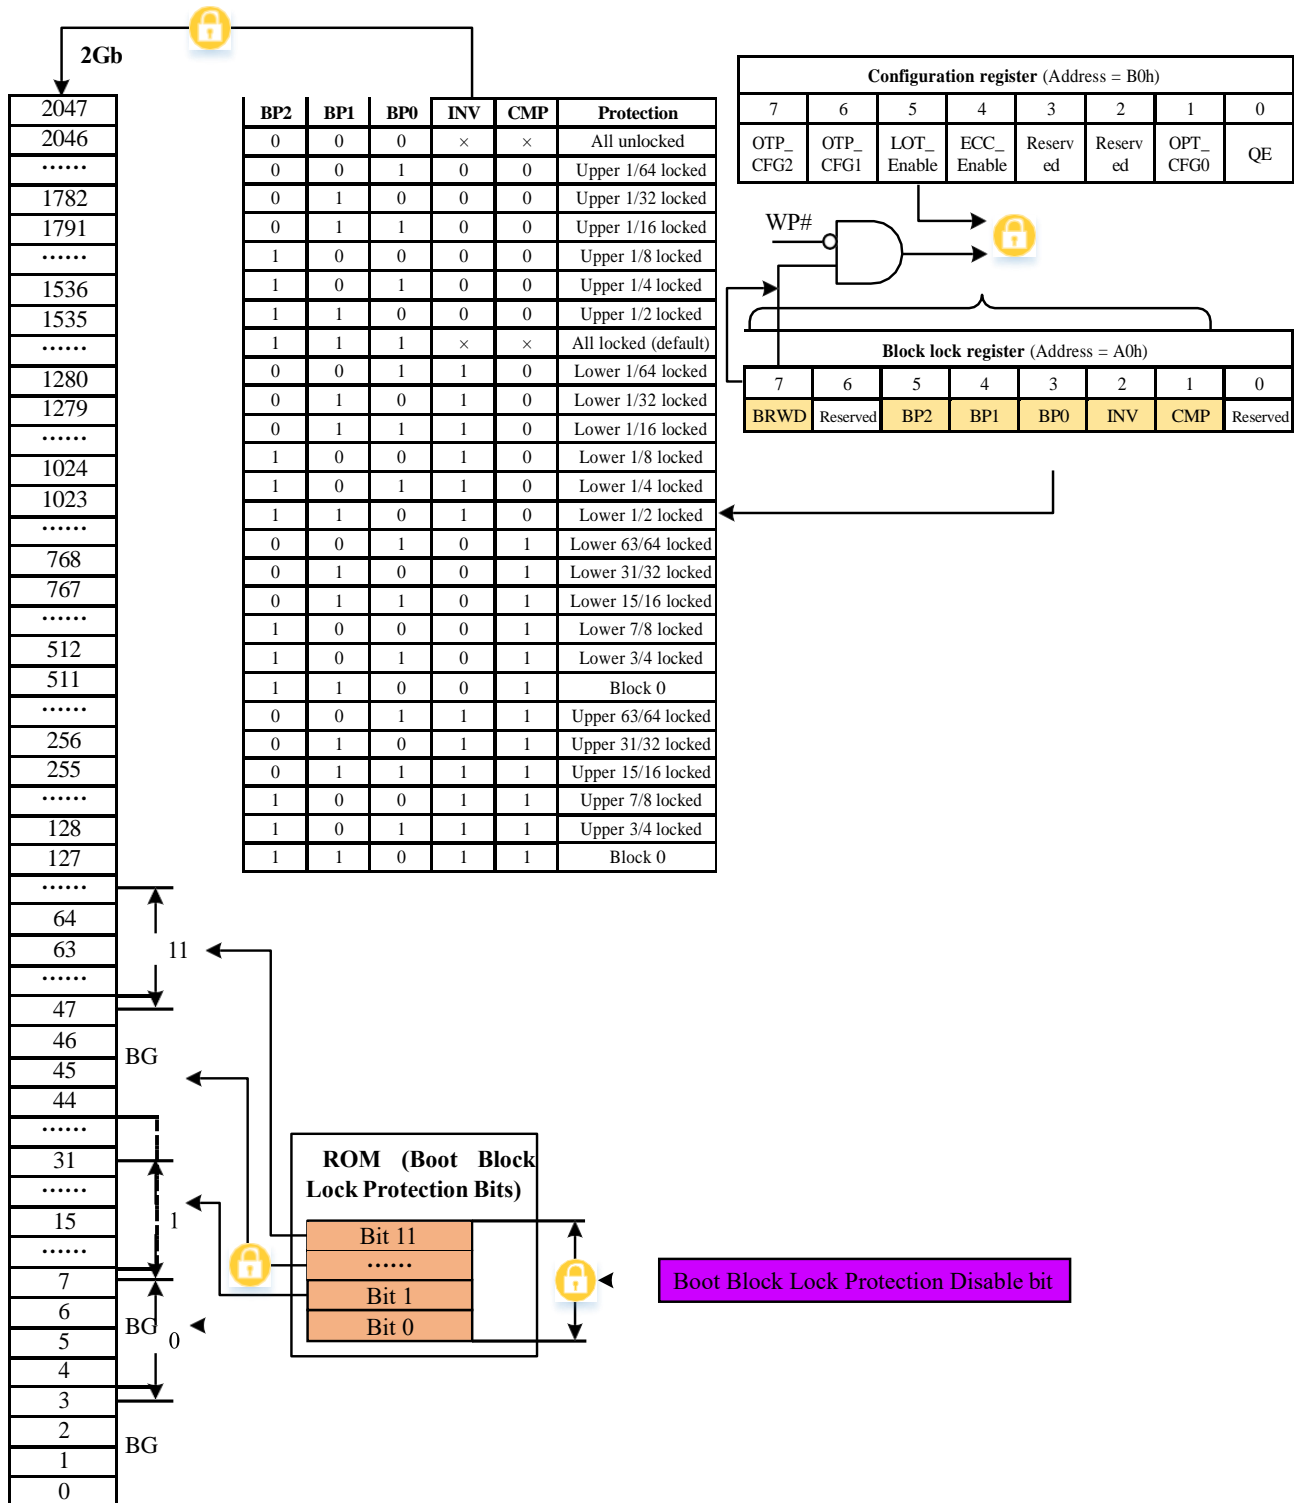 2Gb
2047
2046
......
1782
1791
......
1536
1535
......
1280
1279
......
1024
1023
......
768
767
......
512
511
......
256
255
......
128
127
......
64
63
......
47
46
45
44
......
31
......
15
......
7
6
5
4
3
2
1
0
11
BG
1
BG
0
BG
BP2 BP1 BP0 INV CMP Protection
0 0 0 × × All unlocked
0 0 1 0 0 Upper 1/64 locked
0 1 0 0 0 Upper 1/32 locked
0 1 1 0 0 Upper 1/16 locked
1 0 0 0 0 Upper 1/8 locked
1 0 1 0 0 Upper 1/4 locked
1 1 0 0 0 Upper 1/2 locked
1 1 1 × × All locked (default)
0 0 1 1 0 Lower 1/64 locked
0 1 0 1 0 Lower 1/32 locked
0 1 1 1 0 Lower 1/16 locked
1 0 0 1 0 Lower 1/8 locked
1 0 1 1 0 Lower 1/4 locked
1 1 0 1 0 Lower 1/2 locked
0 0 1 0 1 Lower 63/64 locked
0 1 0 0 1 Lower 31/32 locked
0 1 1 0 1 Lower 15/16 locked
1 0 0 0 1 Lower 7/8 locked
1 0 1 0 1 Lower 3/4 locked
1 1 0 0 1 Block 0
0 0 1 1 1 Upper 63/64 locked
0 1 0 1 1 Upper 31/32 locked
0 1 1 1 1 Upper 15/16 locked
1 0 0 1 1 Upper 7/8 locked
1 0 1 1 1 Upper 3/4 locked
1 1 0 1 1 Block 0
Configuration register (Address = B0h)
7 6 5 4 3 2 1 0
OTP_ OTP_ LOT_ ECC_ Reserv Reserv OPT_ QE
CFG2 CFG1 Enable Enable ed ed CFG0
WP#
Block lock register (Address = A0h)
7 6 5 4 3 2 1 0
BRWD Reserved BP2 BP1 BP0 INV CMP Reserved
ROM (Boot Block
Lock Protection Bits)
Bit 11
......
Bit 1
Bit 0
Boot Block Lock Protection Disable bit